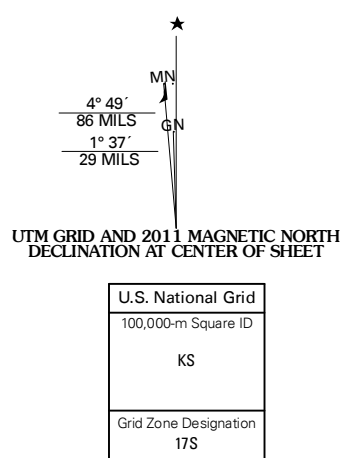 MN
4° 49´
86 MILS
GN
1° 37´
29 MILS
UTM GRID AND 2011 MAGNETIC NORTH
DECLINATION AT CENTER OF SHEET
U.S. National Grid
100,000-m Square ID
KS
Grid Zone Designation
17S